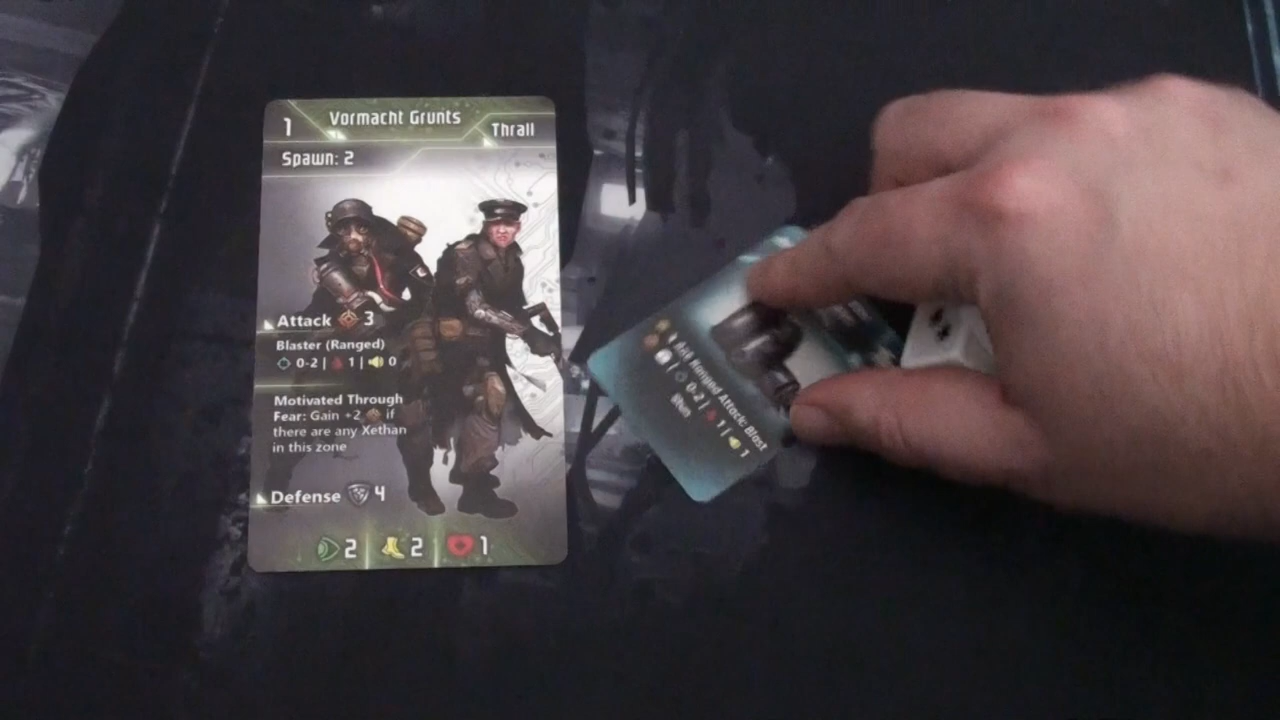 1
Vormacht Grunts
Thrall
Spawn: 2
Attack 3
Blaster (Ranged)
0-2 | 1 | 0
Motivated Through
Fear: Gain +2 if
there are any Xethan
in this zone
Defense 4
2 2 1
Ranged Attack: Blast
0-2 | 1 | 1
Stun